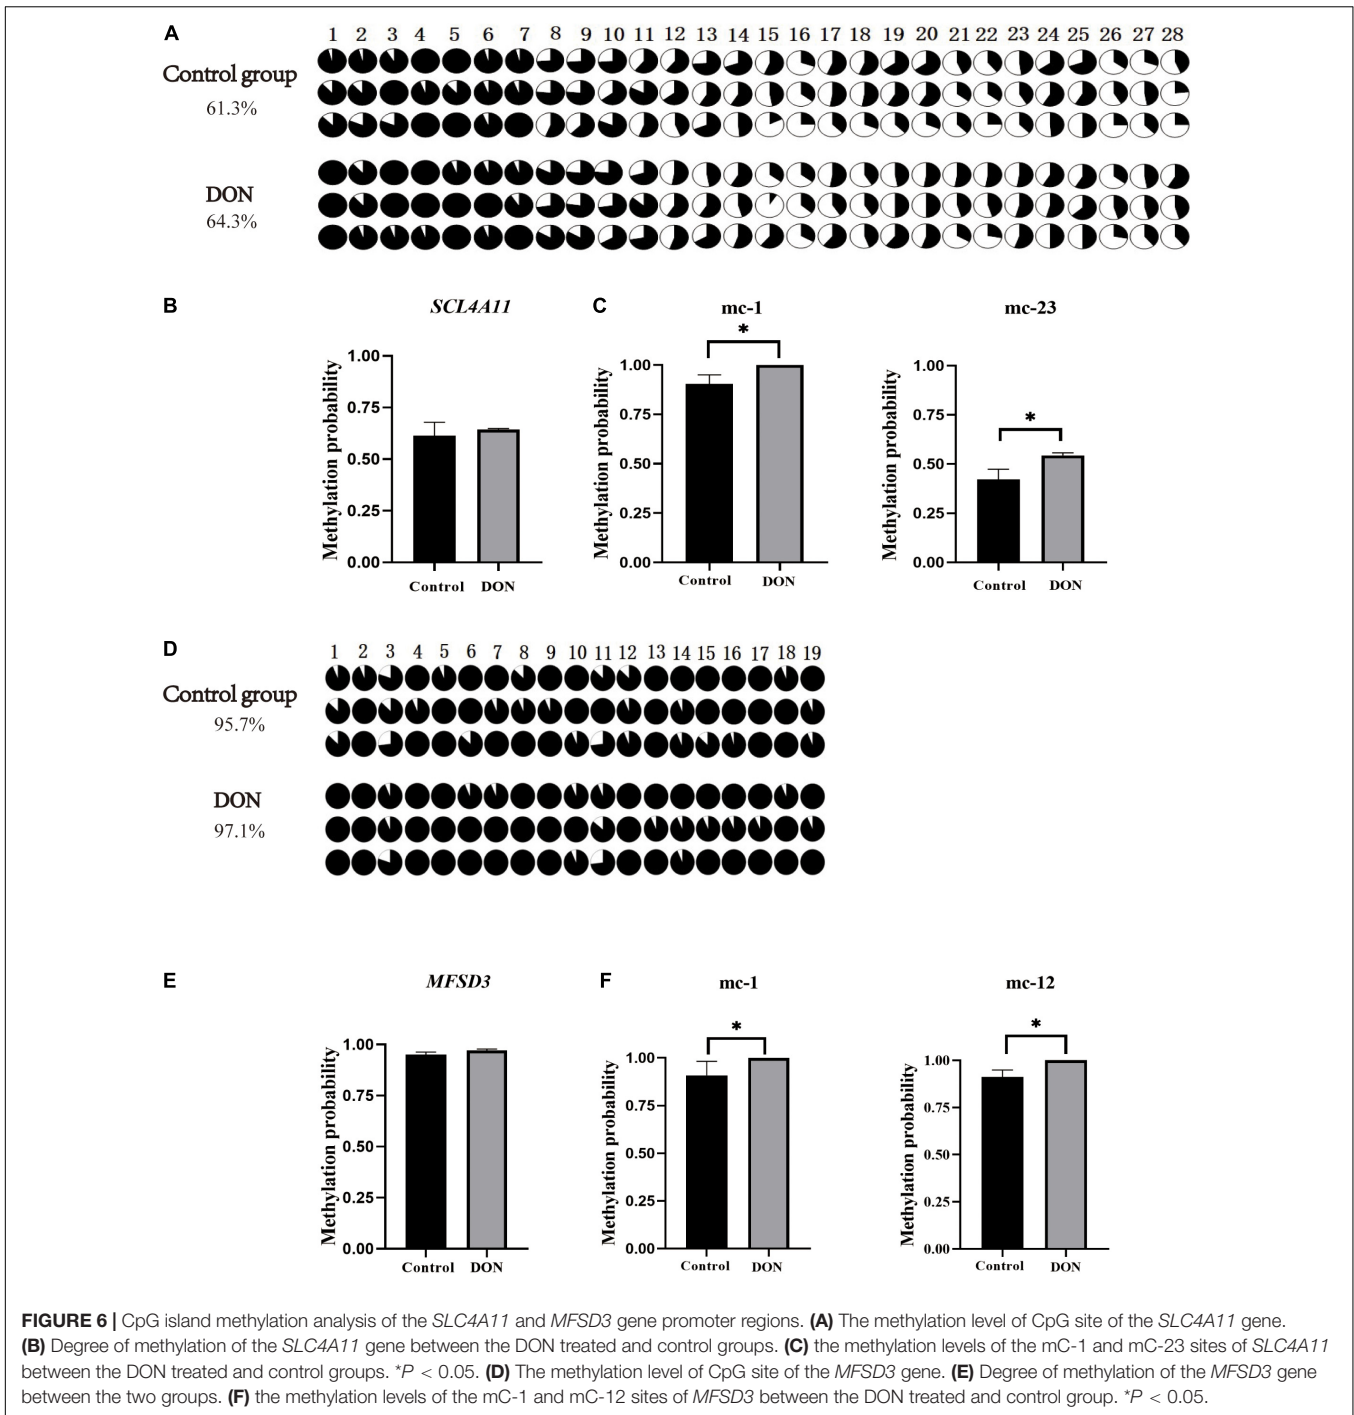 A
1 2 3 4 5 6 7 8 9 10 11 12 13 14 15 16 17 18 19 20 21 22 23 24 25 26 27 28
Control group
61.3%
DON
64.3%
B
SCL4A11
Methylation probability
1.00
0.75
0.50
0.25
0.00
Control DON
C
mc-1
*
Methylation probability
1.00
0.75
0.50
0.25
0.00
Control DON
mc-23
*
Methylation probability
1.00
0.75
0.50
0.25
0.00
Control DON
D
1 2 3 4 5 6 7 8 9 10 11 12 13 14 15 16 17 18 19
Control group
95.7%
DON
97.1%
E
MFSD3
Methylation probability
1.00
0.75
0.50
0.25
0.00
Control DON
F
mc-1
*
Methylation probability
1.00
0.75
0.50
0.25
0.00
Control DON
mc-12
*
Methylation probability
1.00
0.75
0.50
0.25
0.00
Control DON
FIGURE 6 | CpG island methylation analysis of the SLC4A11 and MFSD3 gene promoter regions. (A) The methylation level of CpG site of the SLC4A11 gene.
(B) Degree of methylation of the SLC4A11 gene between the DON treated and control groups. (C) the methylation levels of the mC-1 and mC-23 sites of SLC4A11
between the DON treated and control groups. *P < 0.05. (D) The methylation level of CpG site of the MFSD3 gene. (E) Degree of methylation of the MFSD3 gene
between the two groups. (F) the methylation levels of the mC-1 and mC-12 sites of MFSD3 between the DON treated and control group. *P < 0.05.